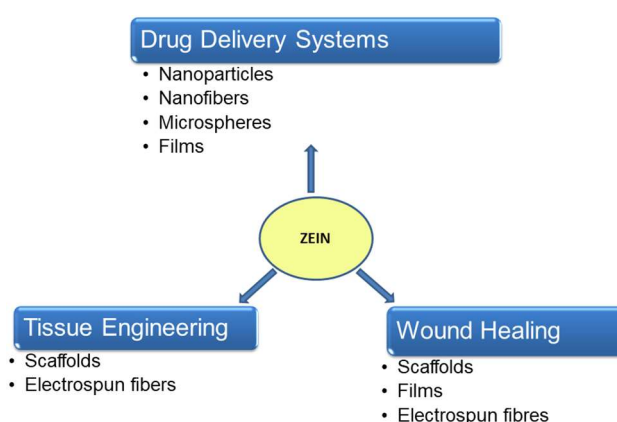 Drug Delivery Systems
• Nanoparticles
• Nanofibers
• Microspheres
• Films
ZEIN
Tissue Engineering
• Scaffolds
• Electrospun fibers
Wound Healing
• Scaffolds
• Films
• Electrospun fibres